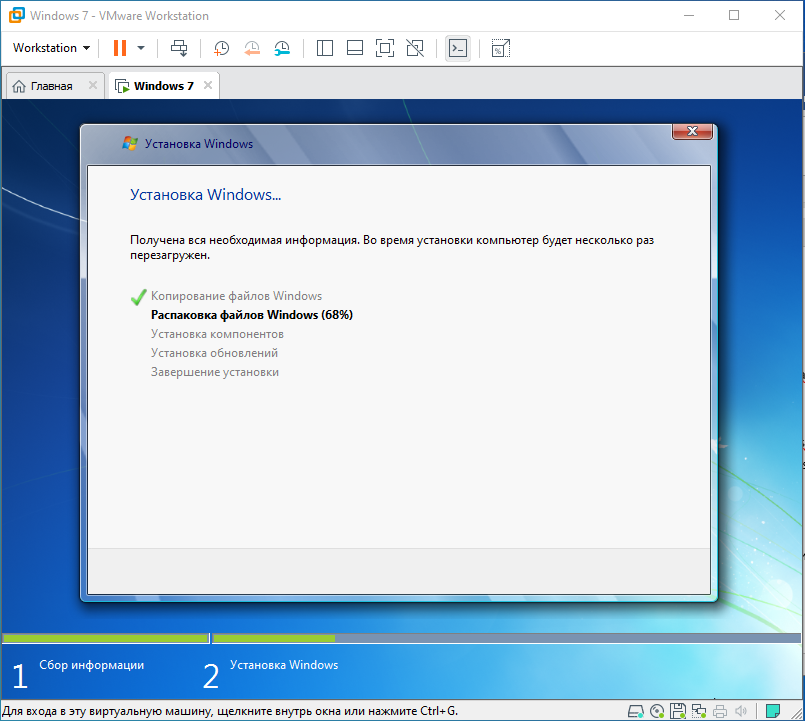 Windows 7 - VMware Workstation
Workstation
Главная
Windows 7
Установка Windows
Установка Windows...
Получена вся необходимая информация. Во время установки компьютер будет несколько раз
перезагружен.
Копирование файлов Windows
Распаковка файлов Windows (68%)
Установка компонентов
Установка обновлений
Завершение установки
1 Сбор информации
2 Установка Windows
Для входа в эту виртуальную машину, щелкните внутрь окна или нажмите Ctrl+G.